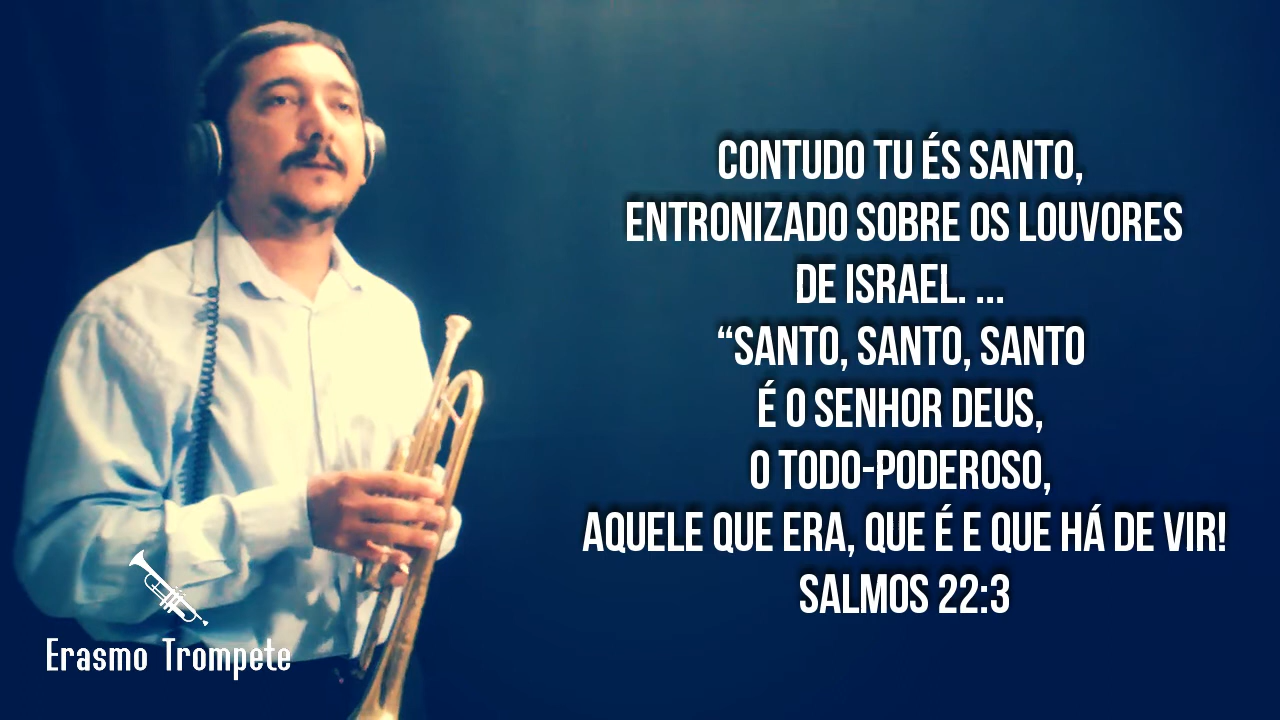 CONTUDO TU ÉS SANTO,
ENTRONIZADO SOBRE OS LOUVORES
DE ISRAEL. ...
“SANTO, SANTO, SANTO
É O SENHOR DEUS,
O TODO-PODEROSO,
AQUELE QUE ERA, QUE É E QUE HÁ DE VIR!
SALMOS 22:3
Erasmo Trompete